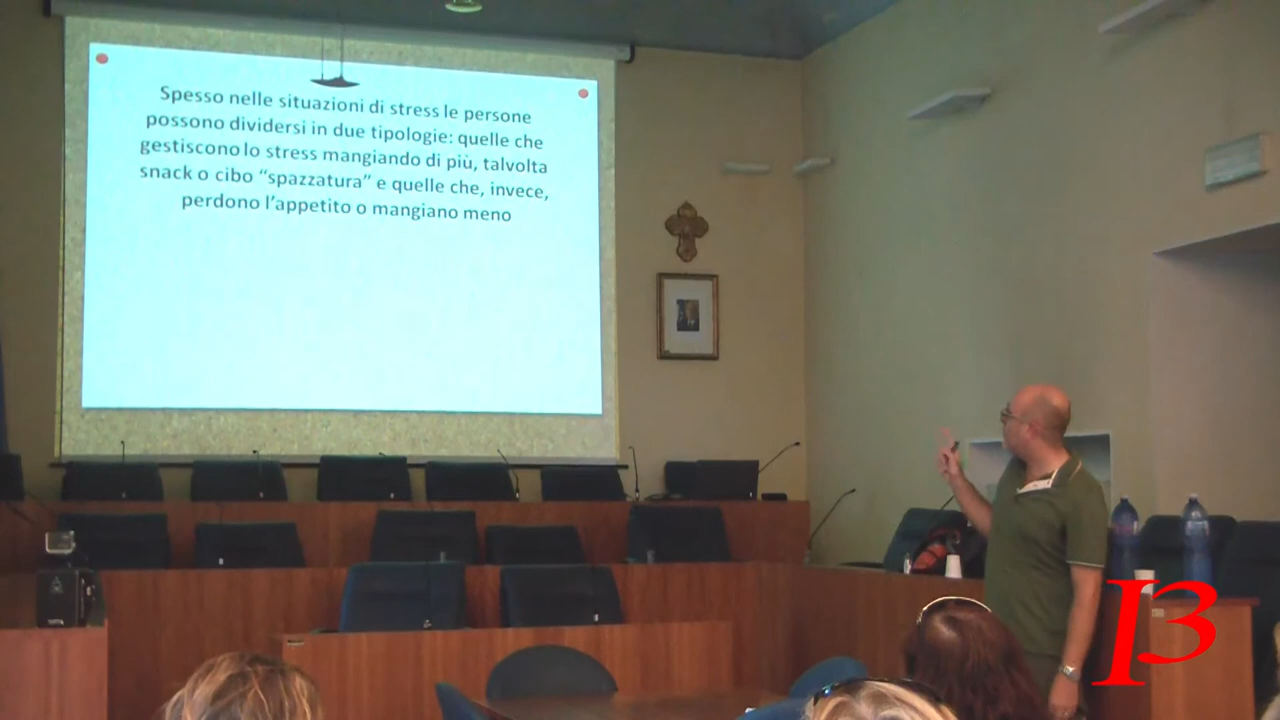 Spesso nelle situazioni di stress le persone
possono dividersi in due tipologie: quelle che
gestiscono lo stress mangiando di più, talvolta
snack o cibo “spazzatura” e quelle che, invece,
perdono l’appetito o mangiano meno
13